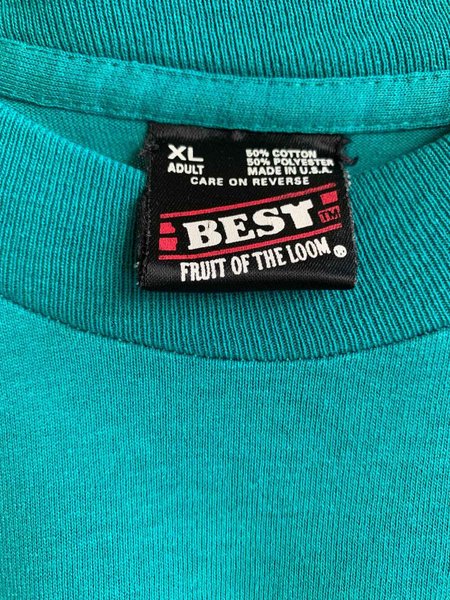 XL
ADULT
50% COTTON
50% POLYESTER
MADE IN U.S.A.
CARE ON REVERSE
BEST TM
FRUIT OF THE LOOM ®